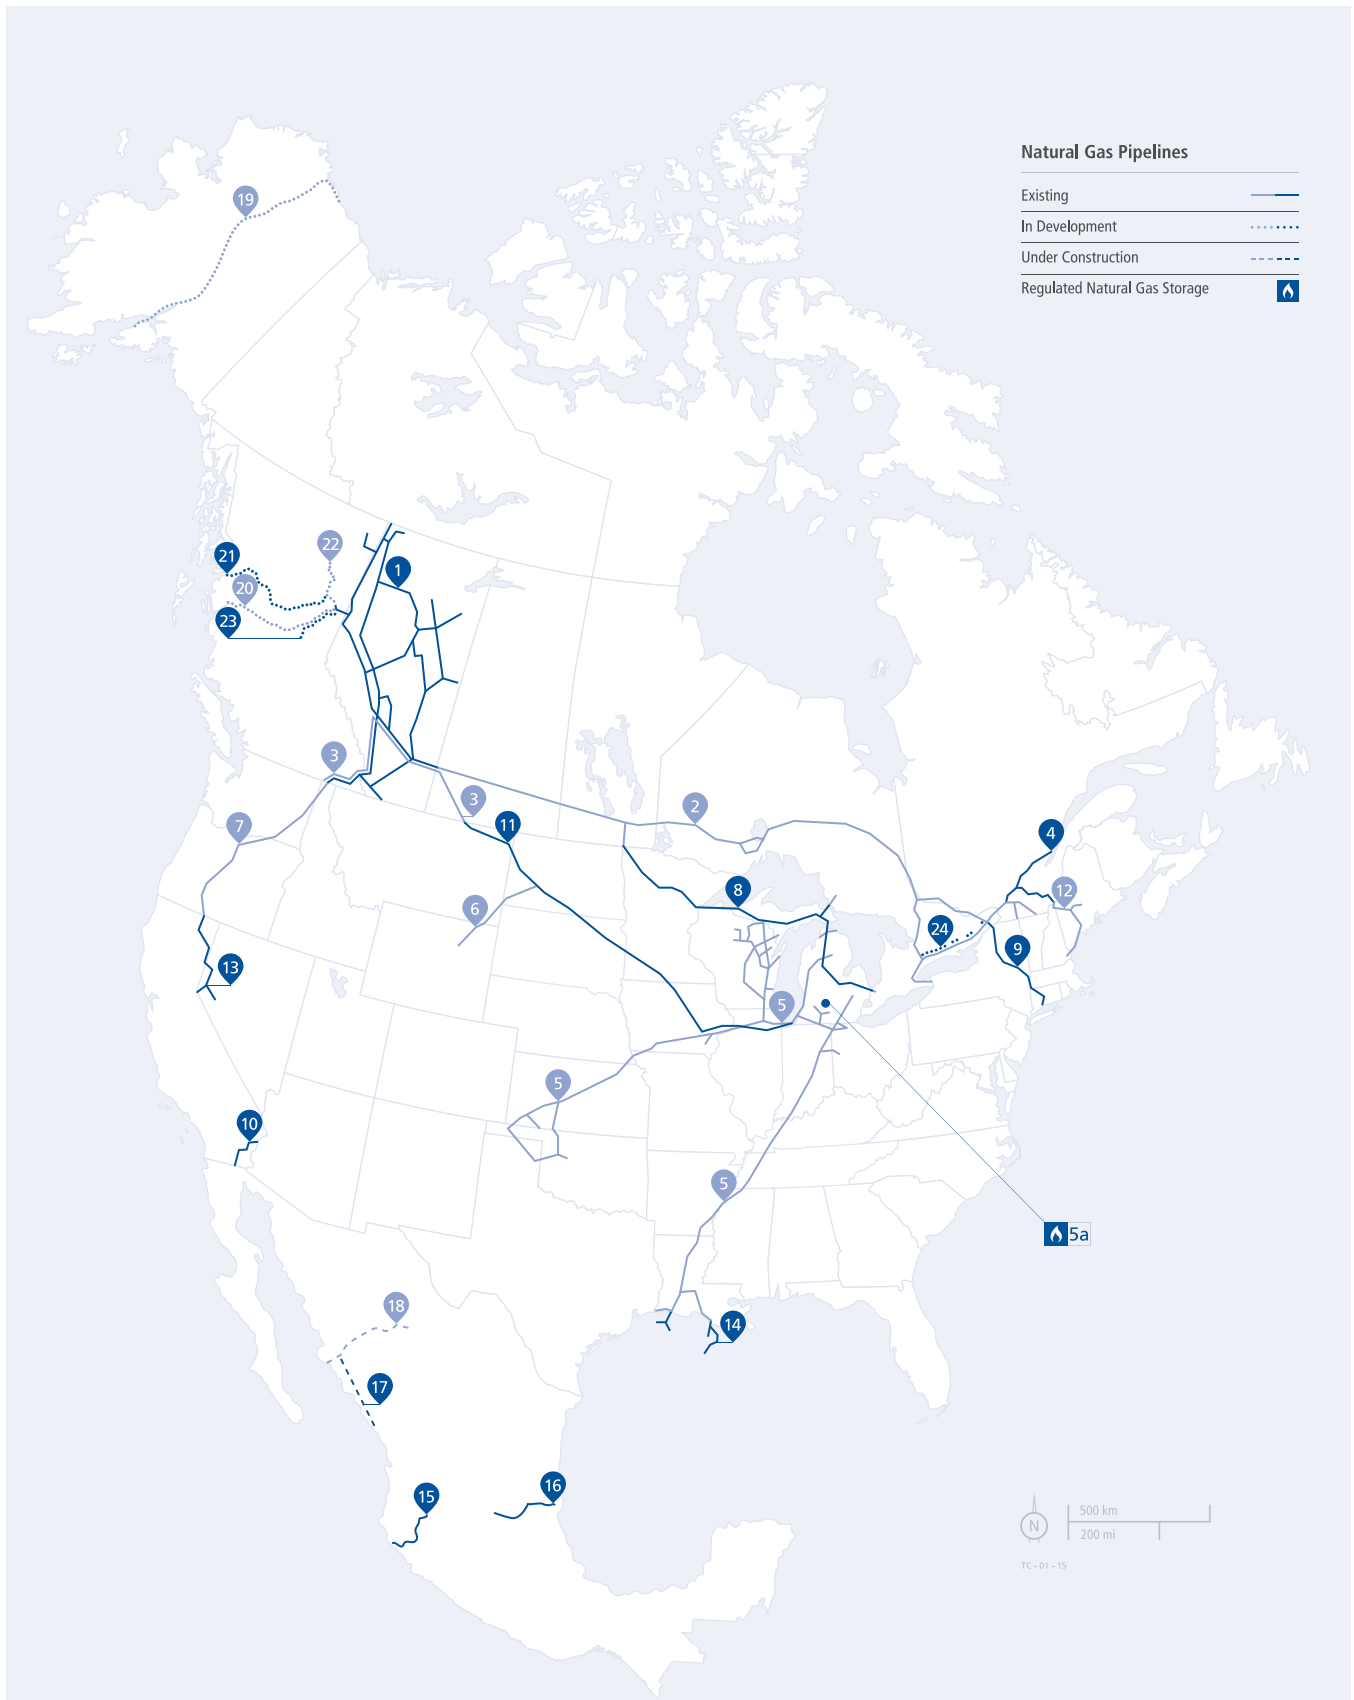 Natural Gas Pipelines
Existing
In Development
Under Construction
Regulated Natural Gas Storage
19
22
21
1
20
23
3
3
2
7
11
4
8
12
6
24
9
13
5
5
10
5
5a
18
14
17
16
15
500 km
N
200 mi
TC - 01 - 15